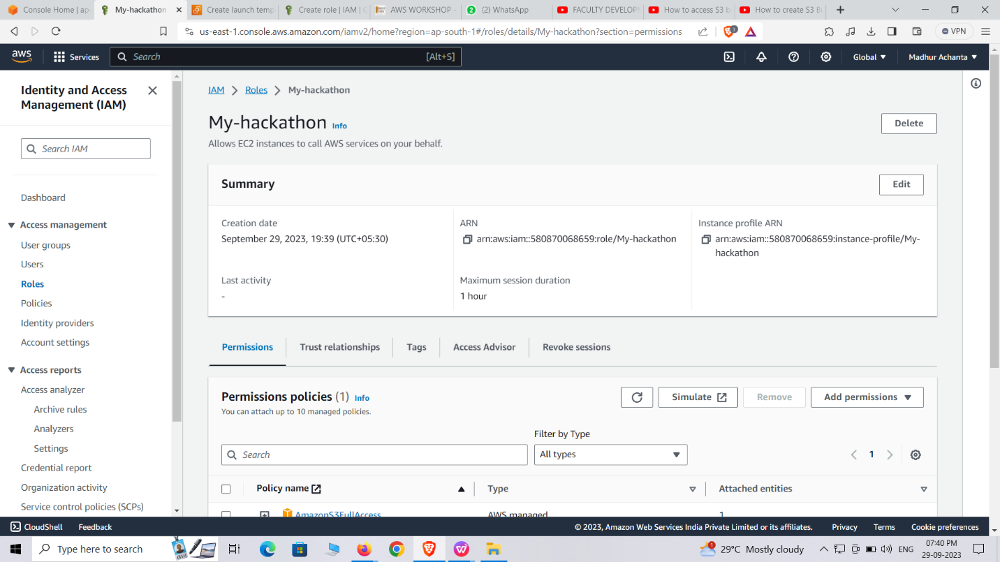 Console Home | ap-
My-hackathon
Create launch temp
Create role | IAM | G
AWS WORKSHOP -
(2) WhatsApp
FACULTY DEVELOPM
How to access S3 b
How to create S3 B
us-east-1.console.aws.amazon.com/iamv2/home?region=ap-south-1#/roles/details/My-hackathon?section=permissions
3
VPN
aws
Services
Search
[Alt+S]
Global
Madhur Achanta
Identity and Access
Management (IAM)
Search IAM
Dashboard
Access management
User groups
Users
Roles
Policies
Identity providers
Account settings
Access reports
Access analyzer
Archive rules
Analyzers
Settings
Credential report
Organization activity
Service control policies (SCPs)
IAM > Roles > My-hackathon
My-hackathon Info
Delete
Allows EC2 instances to call AWS services on your behalf.
Summary
Edit
Creation date
September 29, 2023, 19:39 (UTC+05:30)
ARN
arn:aws:iam::580870068659:role/My-hackathon
Instance profile ARN
arn:aws:iam::580870068659:instance-profile/My-
hackathon
Last activity
-
Maximum session duration
1 hour
Permissions
Trust relationships
Tags
Access Advisor
Revoke sessions
Permissions policies (1) Info
You can attach up to 10 managed policies.
Simulate
Remove
Add permissions
Filter by Type
Search
All types
1
Policy name
Type
Attached entities
AmazonS3FullAccess
AWS managed
1
CloudShell
Feedback
© 2023, Amazon Web Services India Private Limited or its affiliates.
Privacy
Terms
Cookie preferences
Type here to search
1
29°C Mostly cloudy
ENG
07:40 PM
29-09-2023